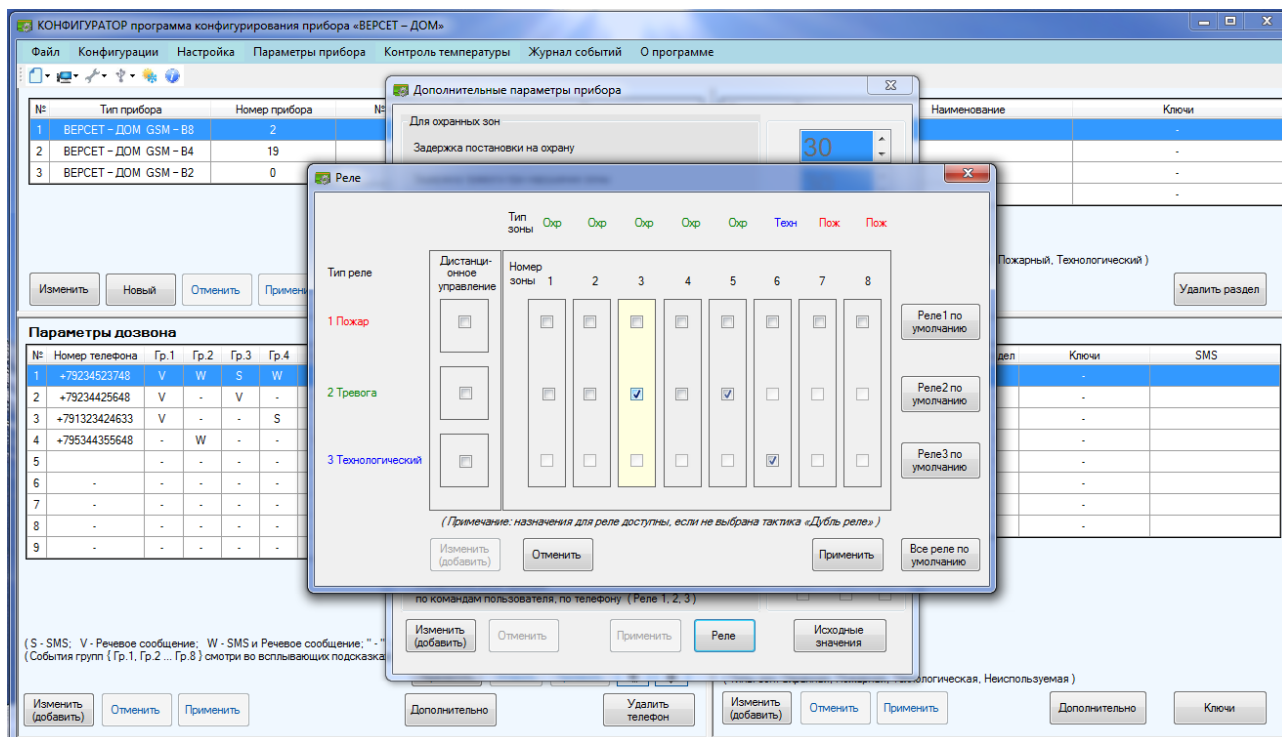 КОНФИГУРАТОР программа конфигурирования прибора «ВЕРСЕТ – ДОМ»
Файл Конфигурации Настройка Параметры прибора Контроль температуры Журнал событий О программе
№ Тип прибора Номер прибора №
1 ВЕРСЕТ – ДОМ GSM – В8 2
2 ВЕРСЕТ – ДОМ GSM – В4 19
3 ВЕРСЕТ – ДОМ GSM – В2 0
Изменить Новый Отменить
Дополнительные параметры прибора
Для охранных зон
Задержка постановки на охрану 30
Наименование Ключи
-
-
-
-
Пожарный, Технологический )
Удалить раздел
Реле
Тип зоны Охр Охр Охр Охр Охр Техн Пож Пож
Тип реле
Дистанци-
онное
управление
Номер
зоны 1 2 3 4 5 6 7 8
1 Пожар
Реле1 по
умолчанию
2 Тревога
Реле2 по
умолчанию
3 Технологический
Реле3 по
умолчанию
( Примечание: назначения для реле доступны, если не выбрана тактика «Дубль реле» )
Изменить
(добавить)
Отменить
Применить
Все реле по
умолчанию
Параметры дозвона
№ Номер телефона Гр.1 Гр.2 Гр.3 Гр.4
1 +79234523748 V W S W
2 +79234425648 V - V -
3 +791323424633 V - - S
4 +795344355648 - W - -
5 - - - -
6 - - - - -
7 - - - - -
8 - - - - -
9 - - - - -
Ключи SMS
-
-
-
-
-
-
-
-
по командам пользователя, по телефону ( Реле 1, 2, 3 )
Изменить
(добавить)
Отменить
Применить
Реле
Исходные
значения
( S - SMS; V - Речевое сообщение; W - SMS и Речевое сообщение; " - "
( События групп { Гр.1, Гр.2 ... Гр.8 } смотри во всплывающих
Неиспользуемая )
Изменить
(добавить)
Отменить
Применить
Дополнительно
Удалить
телефон
Изменить
(добавить)
Отменить
Применить
Дополнительно
Ключи